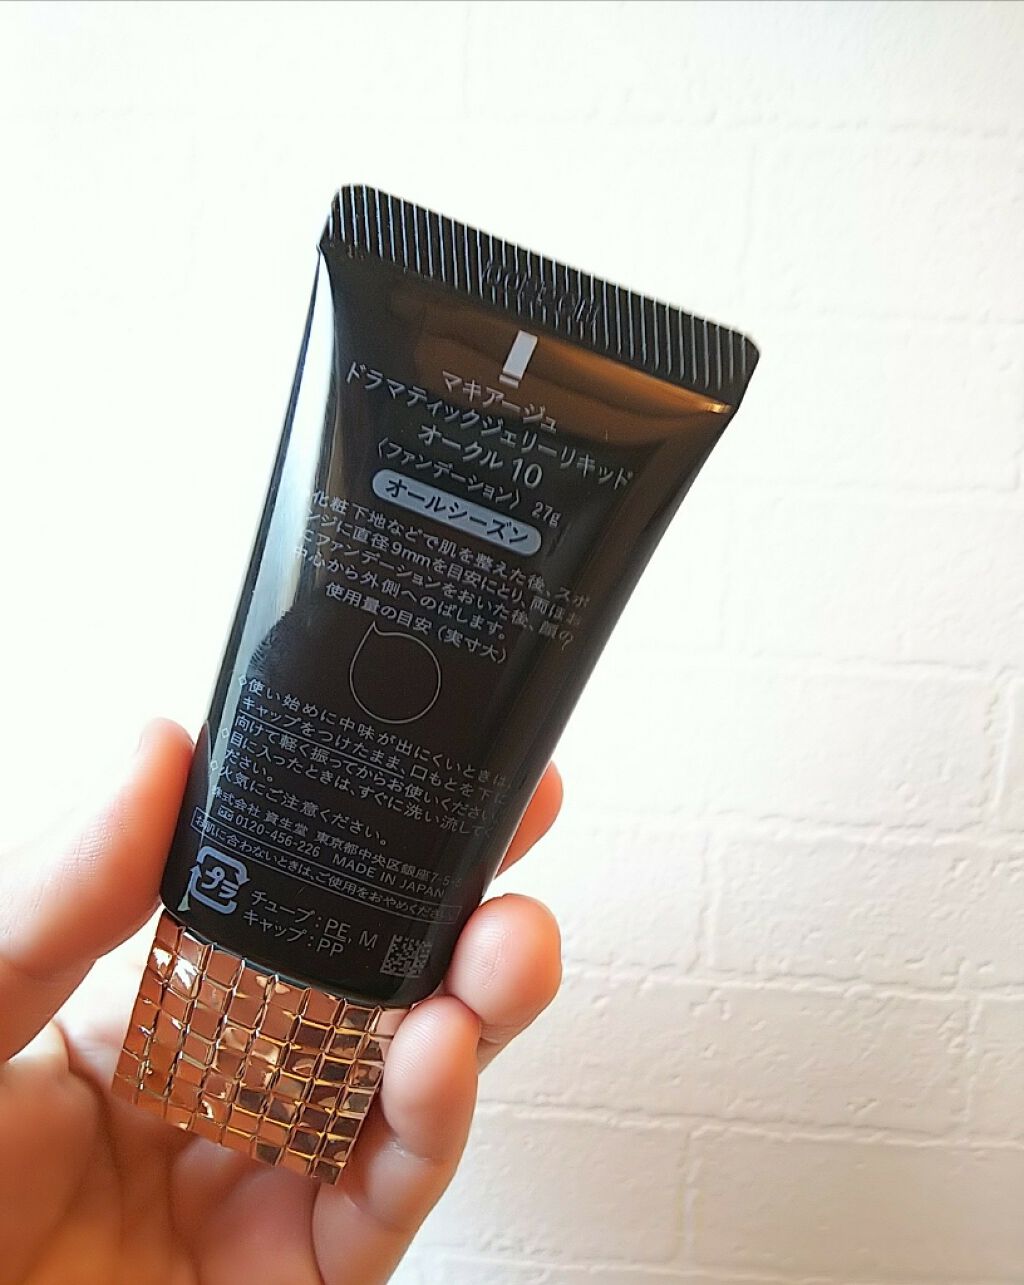 マキアージュ
ドラマティックジェリーリキッド
オークル 10
〈ファンデーション〉 27g
オールシーズン
化粧下地などで肌を整えた後、スポ
ンジに直径9mmを目安にとり、両ほお
にファンデーションをおいた後、顔の
中心から外側へのばします。
使用量の目安(実寸大)
◇使い始めに中味が出にくいときは、
キャップをつけたまま、口もとを下に
向けて軽く振ってからお使いください。
◇目に入ったときは、すぐに洗い流してく
ださい。
◇火気にご注意ください。
株式会社 資生堂 東京都中央区銀座7-5-5
0120-456-226 MADE IN JAPAN
お肌に合わないときは、ご使用をおやめください。
プラ
チューブ:PE, M
キャップ:PP